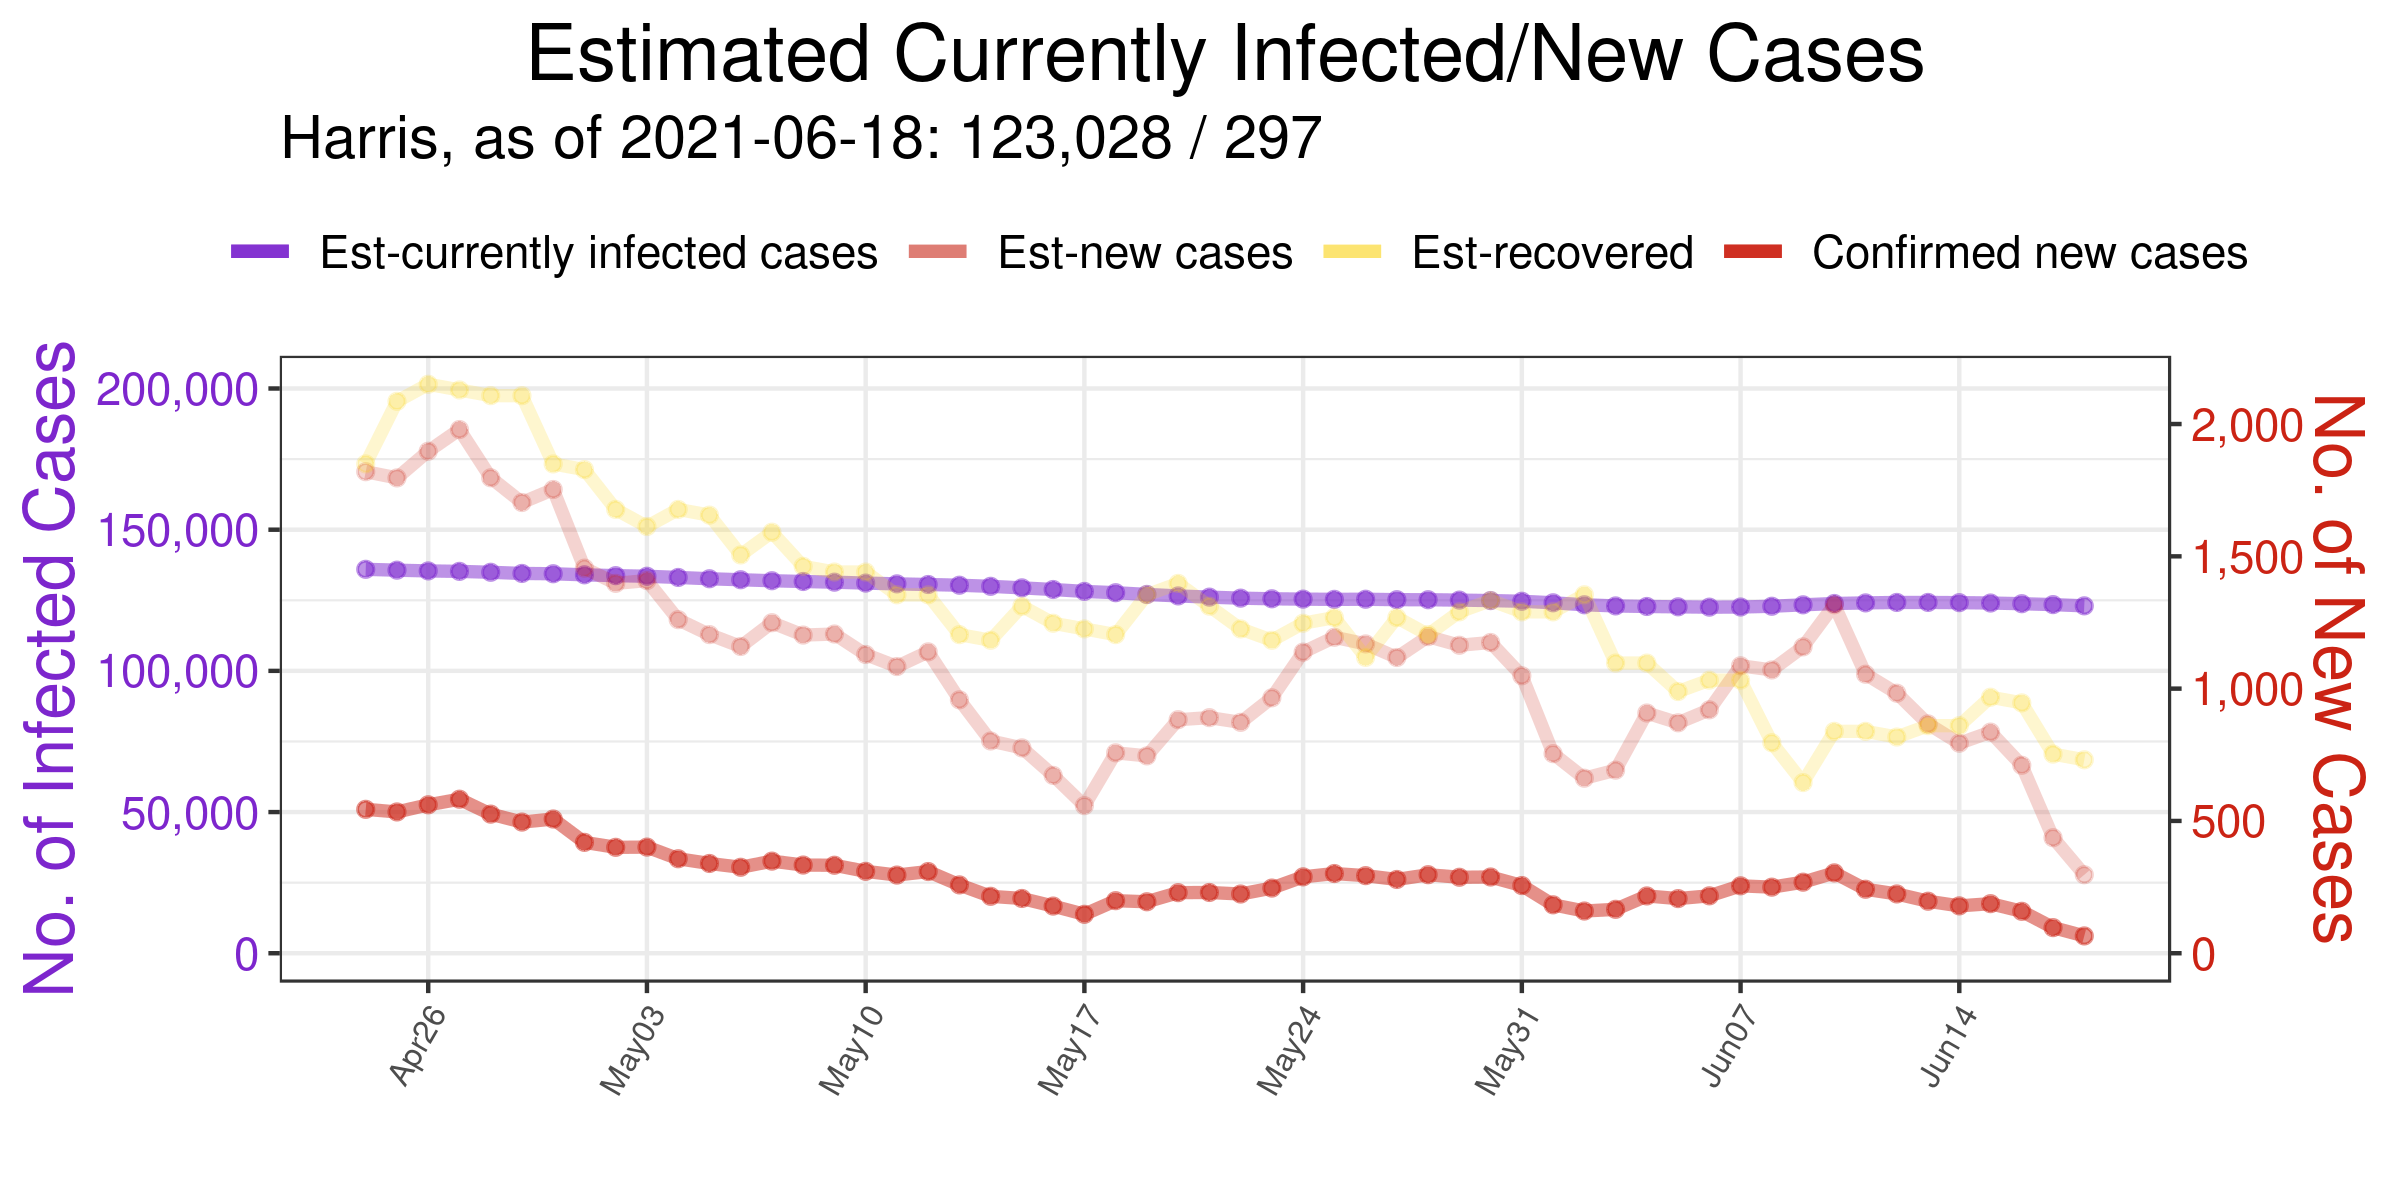 Estimated Currently Infected/New Cases
Harris, as of 2021-06-18: 123,028 / 297
Est-currently infected cases Est-new cases Est-recovered Confirmed new cases
No. of Infected Cases
200,000
150,000
100,000
50,000
0
2,000
1,500
1,000
500
0
No. of New Cases
Apr26 May03 May10 May17 May24 May31 Jun07 Jun14